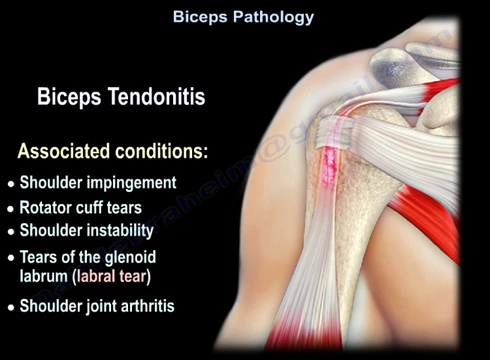 Biceps Pathology
Biceps Tendonitis
Associated conditions:
• Shoulder impingement
• Rotator cuff tears
• Shoulder instability
• Tears of the glenoid
labrum (labral tear)
• Shoulder joint arthritis